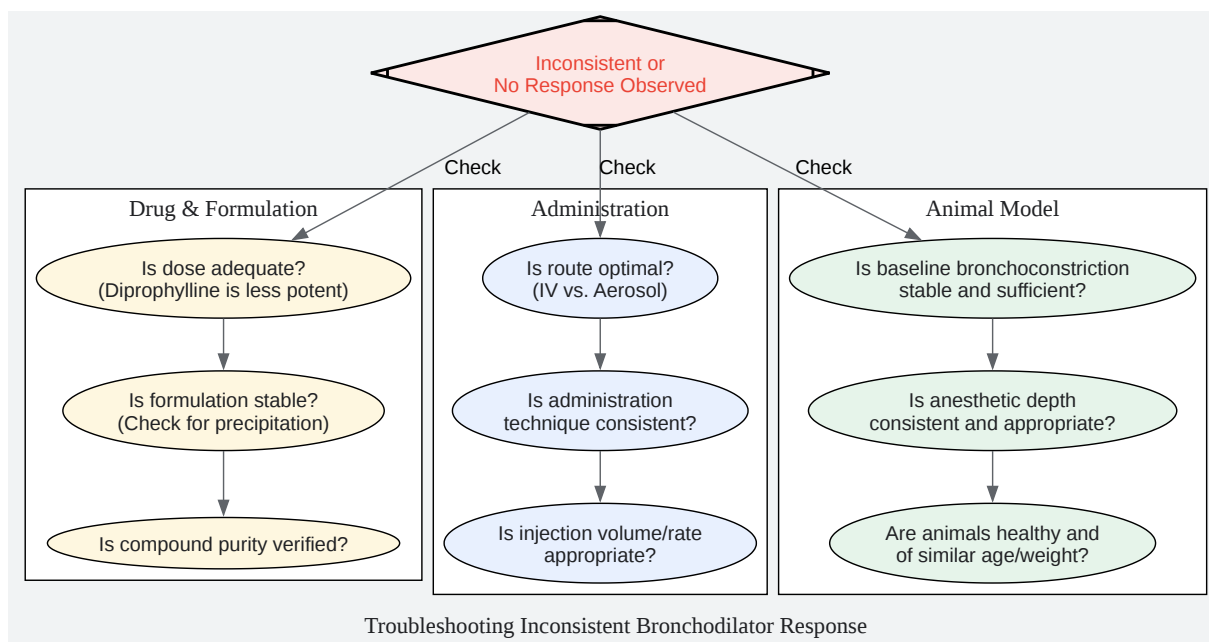 Inconsistent or
No Response Observed
Check
Check
Check
Drug & Formulation
Is dose adequate?
(Diprophylline is less potent)
Is formulation stable?
(Check for precipitation)
Is compound purity verified?
Administration
Is route optimal?
(IV vs. Aerosol)
Is administration
technique consistent?
Is injection volume/rate
appropriate?
Animal Model
Is baseline bronchoconstriction
stable and sufficient?
Is anesthetic depth
consistent and appropriate?
Are animals healthy and
of similar age/weight?
Troubleshooting Inconsistent Bronchodilator Response